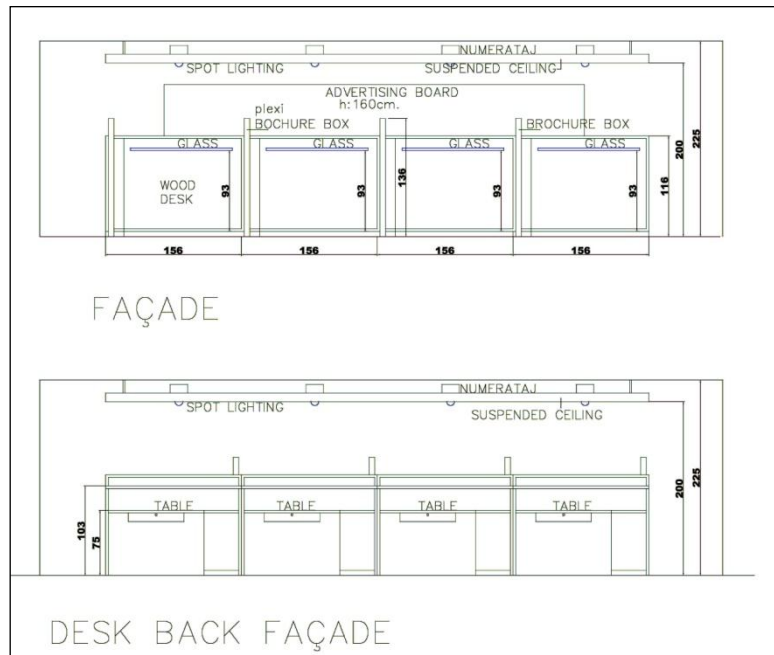 NUMERATAJ
SPOT LIGHTING
SUSPENDED CEILING
ADVERTISING BOARD
h:160cm.
plexi
BOCHURE BOX
BROCHURE BOX
GLASS GLASS GLASS GLASS
WOOD
DESK
93 93 136 93 93 116 200 225
156 156 156 156
FAÇADE
NUMERATAJ
SPOT LIGHTING
SUSPENDED CEILING
TABLE TABLE TABLE TABLE
103 75 200 225
DESK BACK FAÇADE